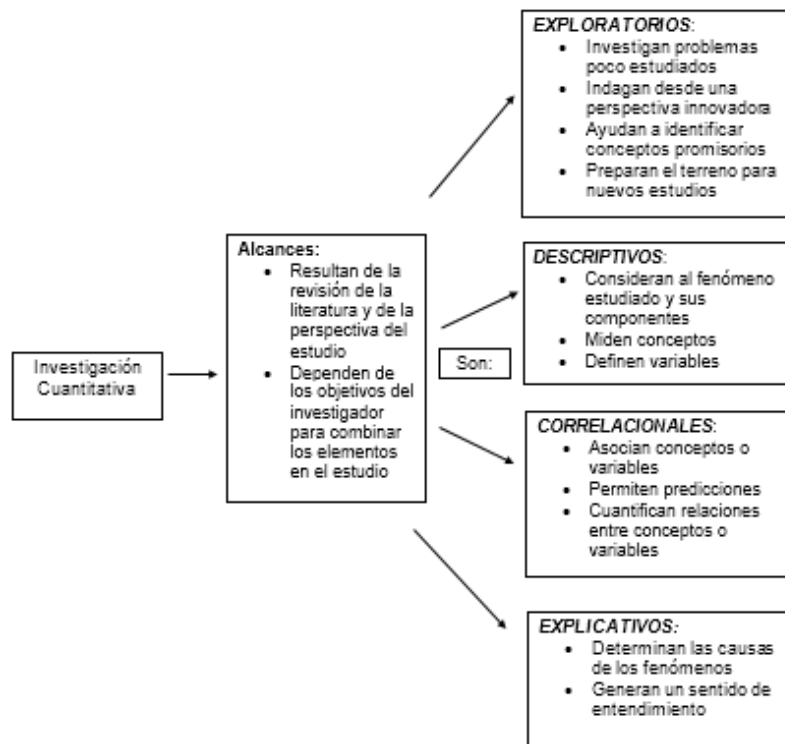 Investigación
Cuantitativa
Alcances:
• Resultan de la
revisión de la
literatura y de la
perspectiva del
estudio
• Dependen de
los objetivos del
investigador
para combinar
los elementos
en el estudio
Son:
EXPLORATORIOS:
• Investigan problemas
poco estudiados
• Indagan desde una
perspectiva innovadora
• Ayudan a identificar
conceptos promisorios
• Preparan el terreno para
nuevos estudios
DESCRIPTIVOS:
• Consideran al fenómeno
estudiado y sus
componentes
• Miden conceptos
• Definen variables
CORRELACIONALES:
• Asocian conceptos o
variables
• Permiten predicciones
• Cuantifican relaciones
entre conceptos o
variables
EXPLICATIVOS:
• Determinan las causas
de los fenómenos
• Generan un sentido de
entendimiento